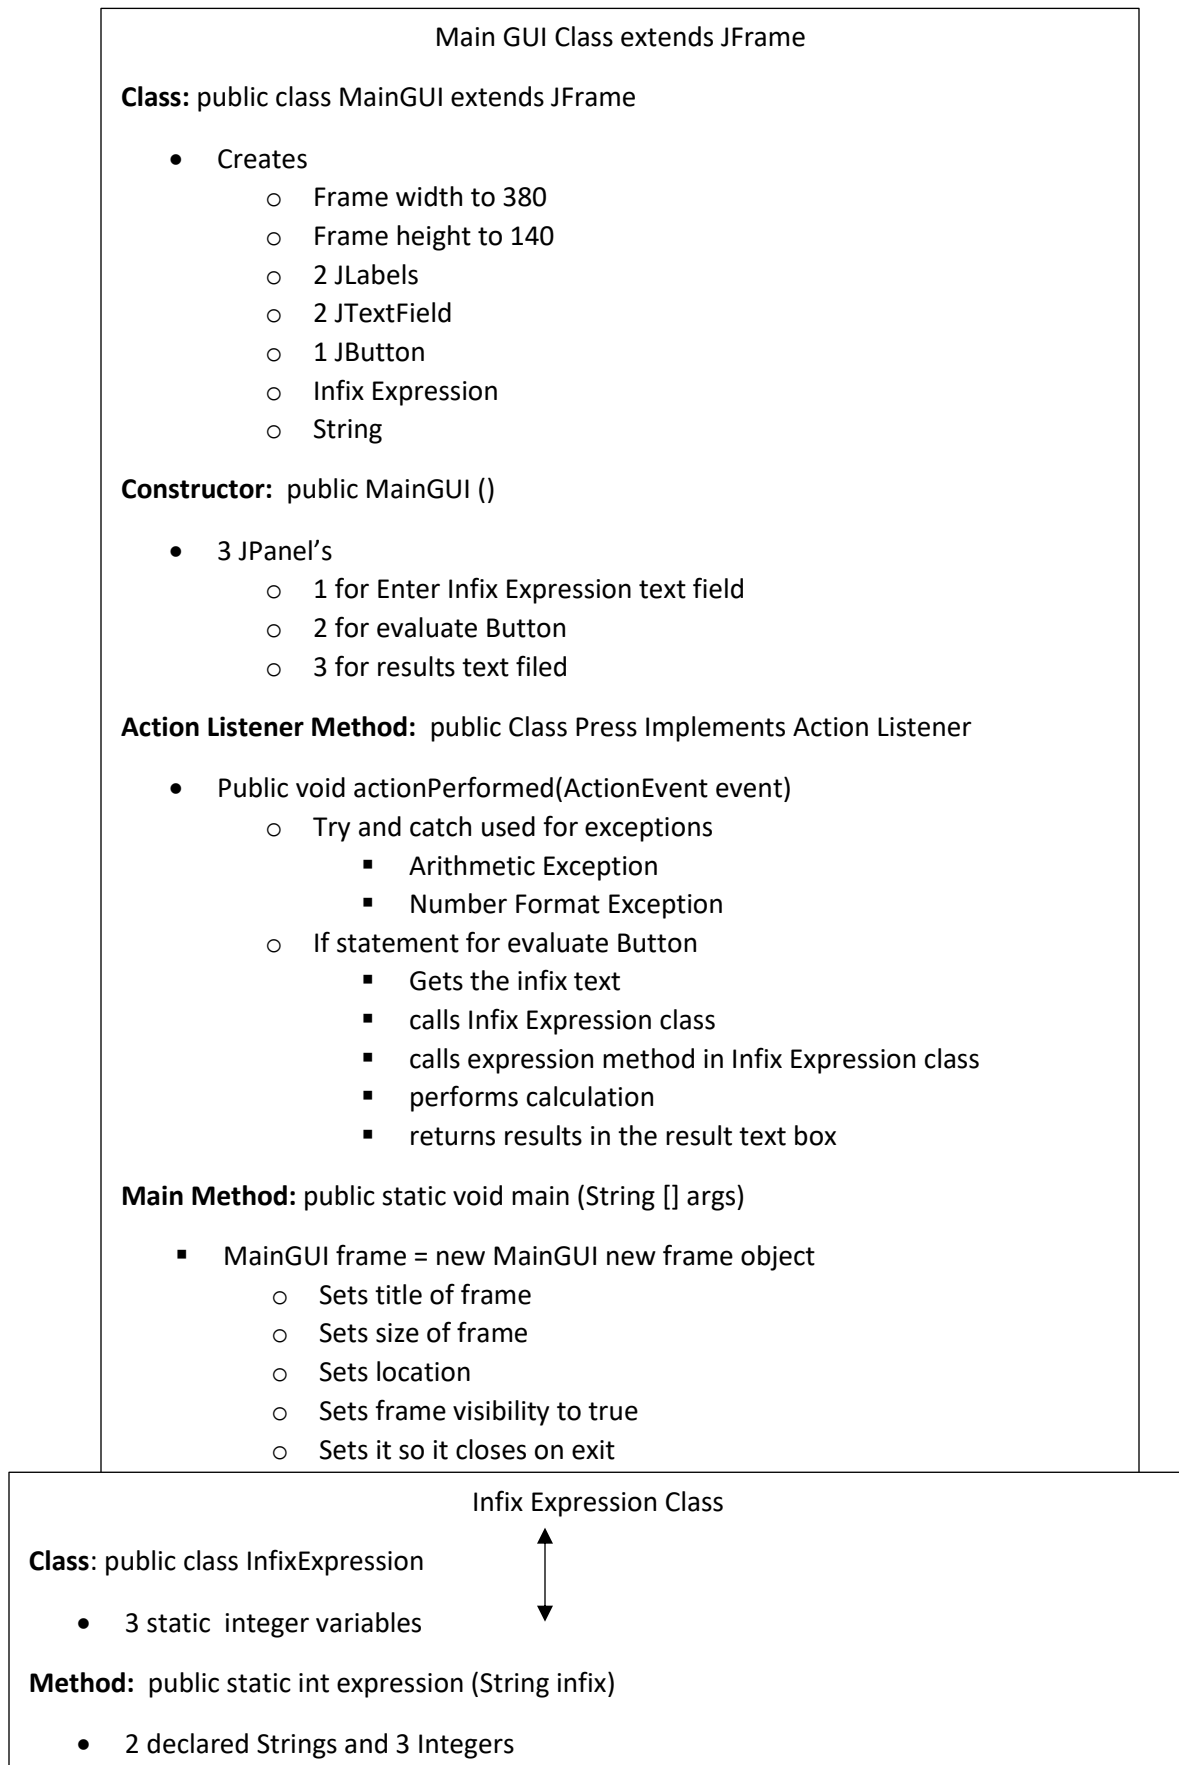 Main GUI Class extends JFrame
Class: public class MainGUI extends JFrame
• Creates
o Frame width to 380
o Frame height to 140
o 2 JLabels
o 2 JTextField
o 1 JButton
o Infix Expression
o String
Constructor: public MainGUI ()
• 3 JPanel’s
o 1 for Enter Infix Expression text field
o 2 for evaluate Button
o 3 for results text filed
Action Listener Method: public Class Press Implements Action Listener
• Public void actionPerformed(ActionEvent event)
o Try and catch used for exceptions
▪ Arithmetic Exception
▪ Number Format Exception
o If statement for evaluate Button
▪ Gets the infix text
▪ calls Infix Expression class
▪ calls expression method in Infix Expression class
▪ performs calculation
▪ returns results in the result text box
Main Method: public static void main (String [] args)
▪ MainGUI frame = new MainGUI new frame object
o Sets title of frame
o Sets size of frame
o Sets location
o Sets frame visibility to true
o Sets it so it closes on exit
Infix Expression Class
Class: public class InfixExpression
• 3 static integer variables
Method: public static int expression (String infix)
• 2 declared Strings and 3 Integers